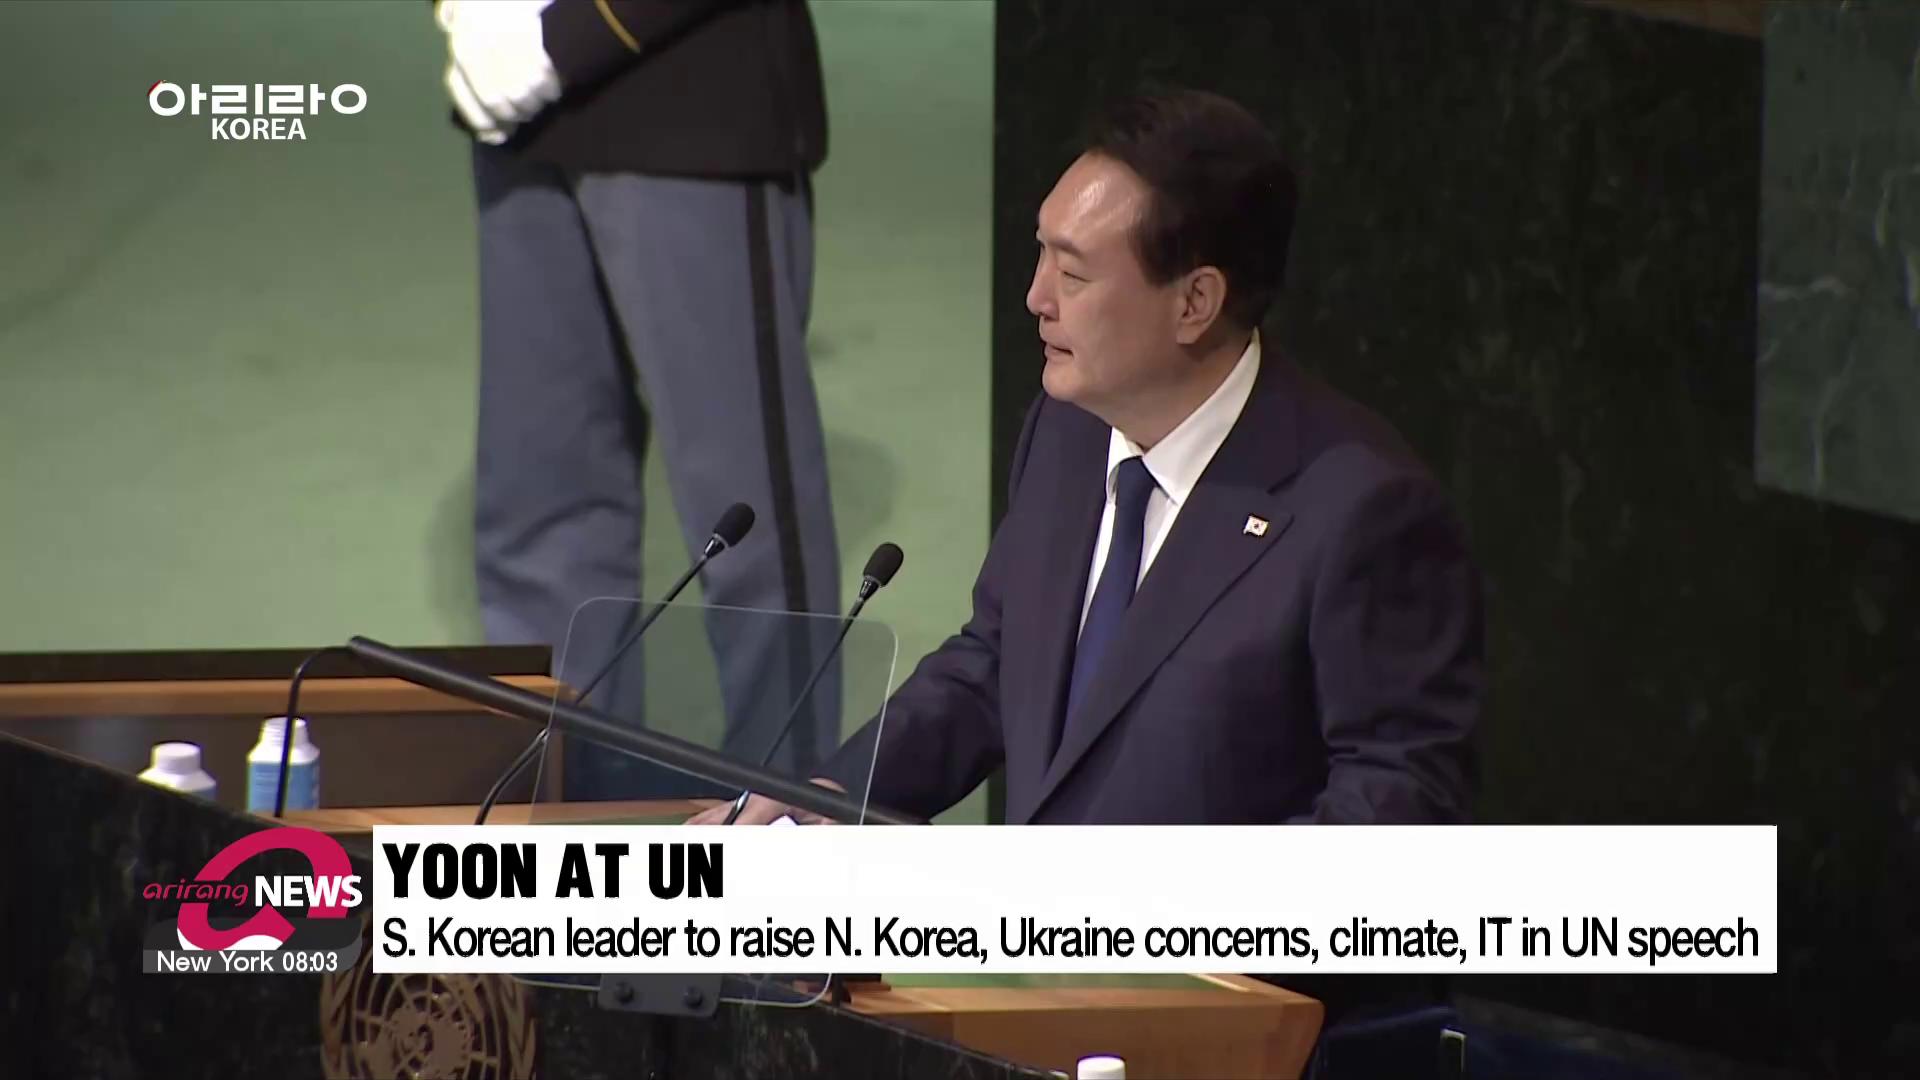 아리랑
KOREA
YOON AT UN
arirang NEWS
S. Korean leader to raise N. Korea, Ukraine concerns, climate, IT in UN speech
New York 08:03